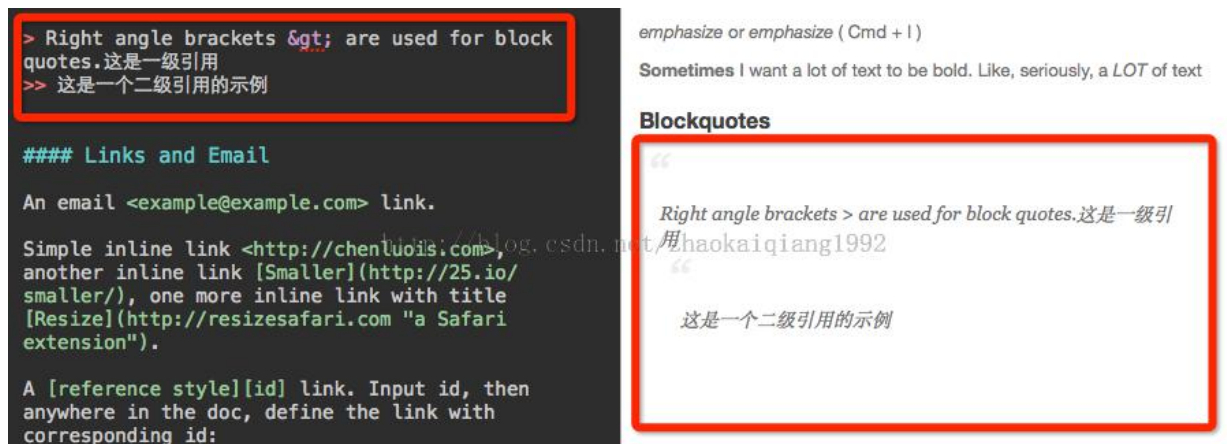 > Right angle brackets &gt; are used for block
quotes.这是一级引用
>> 这是一个二级引用的示例
#### Links and Email
An email <example@example.com> link.
Simple inline link <http://chenluois.com>,
another inline link [Smaller](http://25.io/
smaller/), one more inline link with title
[Resize](http://resizesafari.com "a Safari
extension").
A [reference style][id] link. Input id, then
anywhere in the doc, define the link with
corresponding id:
emphasize or emphasize ( Cmd + I )
Sometimes I want a lot of text to be bold. Like, seriously, a LOT of text
Blockquotes
“
Right angle brackets > are used for block quotes.这是一级引
用
“
这是一个二级引用的示例
http://blog.csdn.net/zhaokaiqiang1992